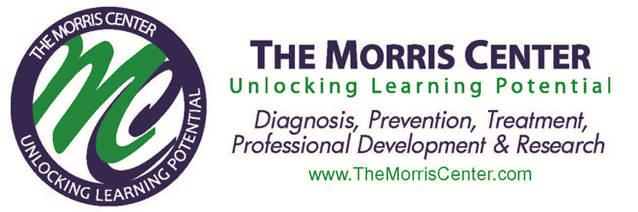 THE MORRIS CENTER
MC
UNLOCKING LEARNING POTENTIAL
THE MORRIS CENTER
Unlocking Learning Potential
Diagnosis, Prevention, Treatment,
Professional Development & Research
www.TheMorrisCenter.com